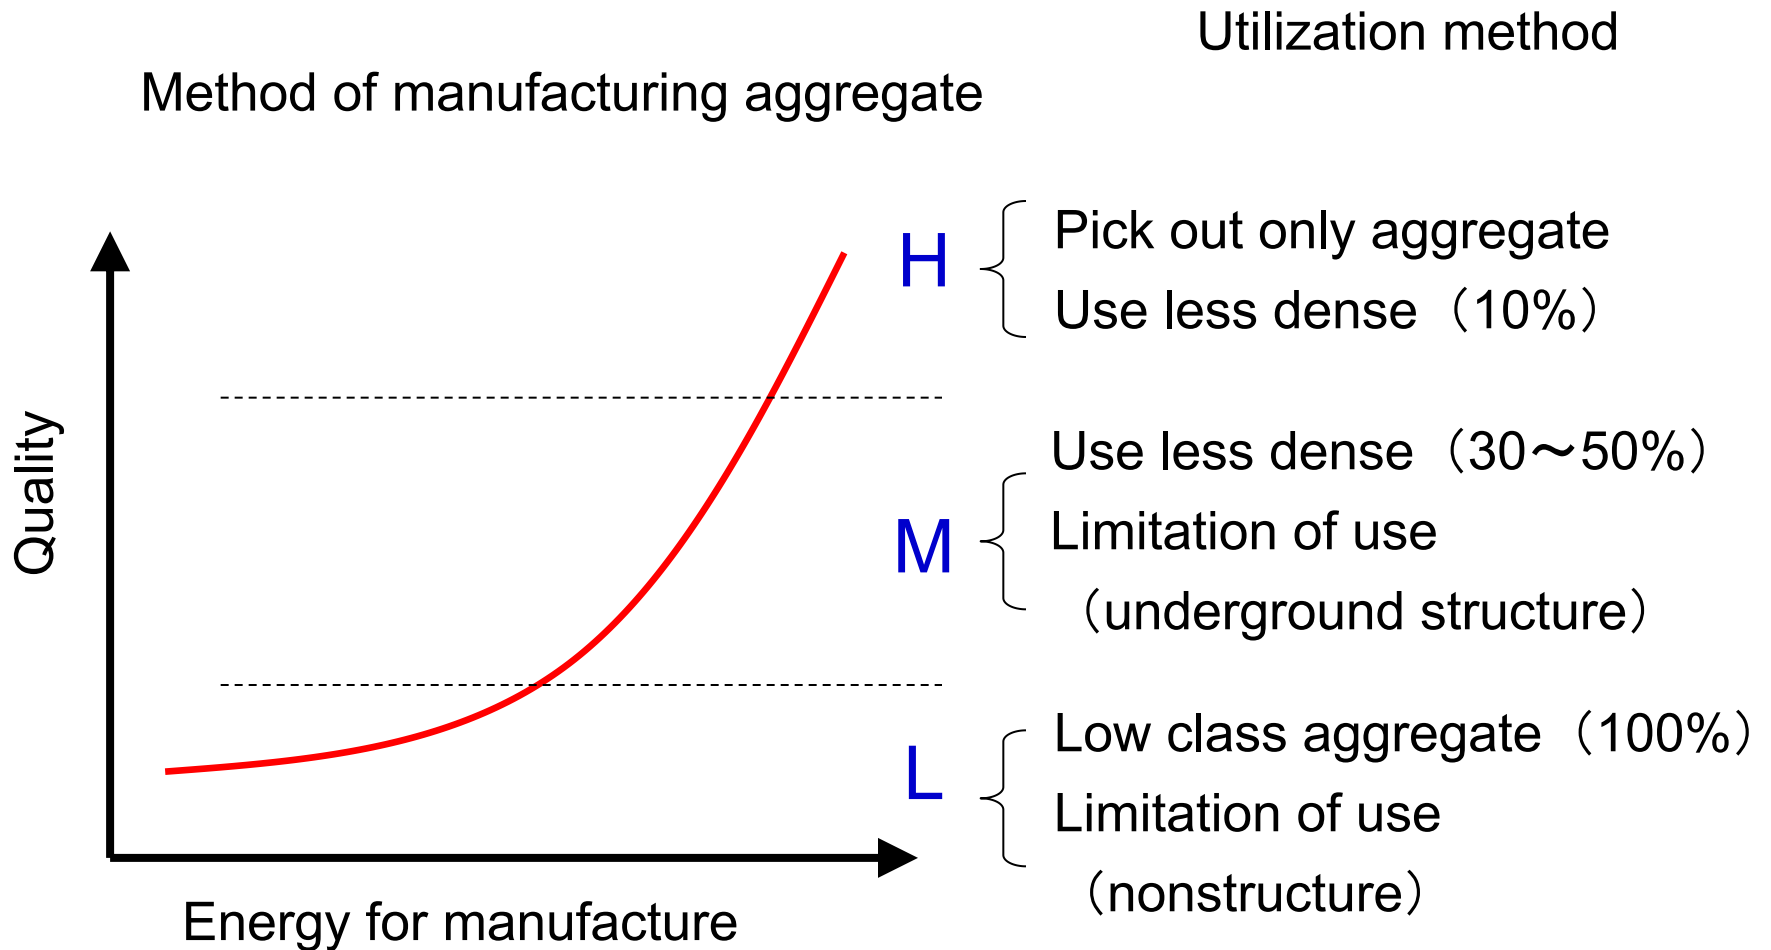 Utilization method
Method of manufacturing aggregate
Quality
Energy for manufacture
H
Pick out only aggregate
Use less dense（10%）
M
Use less dense（30～50%）
Limitation of use
（underground structure）
L
Low class aggregate（100%）
Limitation of use
（nonstructure）